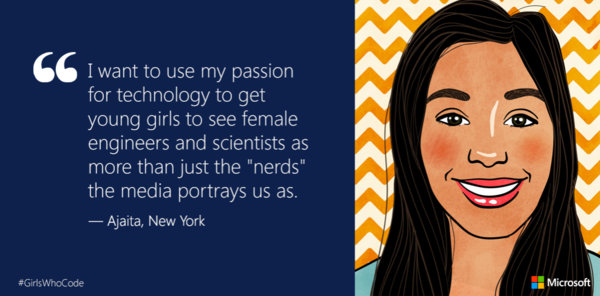 I want to use my passion
for technology to get
young girls to see female
engineers and scientists as
more than just the "nerds"
the media portrays us as.
— Ajaita, New York
#GirlsWhoCode
Microsoft